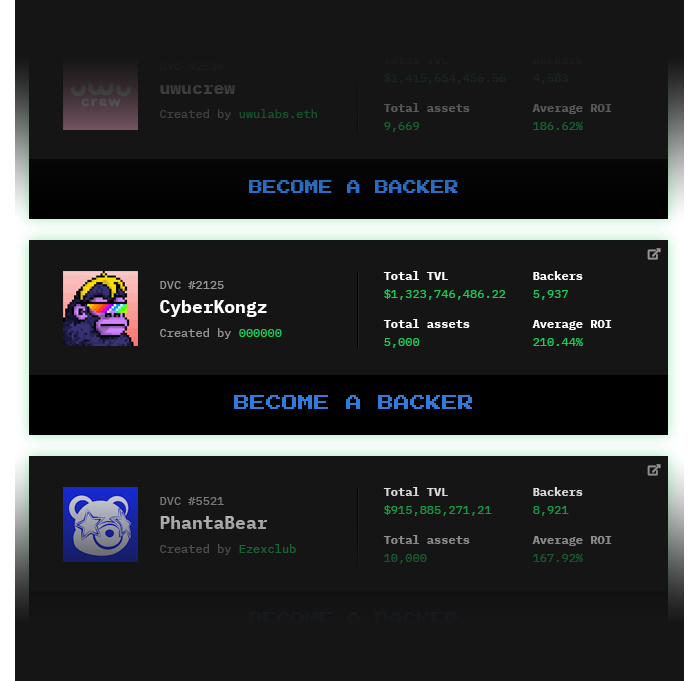 Total TVL
Backers
$1,415,654,456.56
4,583
uwu
crew
uwucrew
Created by uwulabs.eth
Total assets
Average ROI
9,669
186.62%
BECOME A BACKER
DVC #2125
CyberKongz
Created by 000000
Total TVL
Backers
$1,323,746,486.22
5,937
Total assets
Average ROI
5,000
210.44%
BECOME A BACKER
DVC #5521
PhantaBear
Created by Ezexclub
Total TVL
Backers
$915,885,271,21
8,921
Total assets
Average ROI
10,000
167.92%
BECOME A BACKER